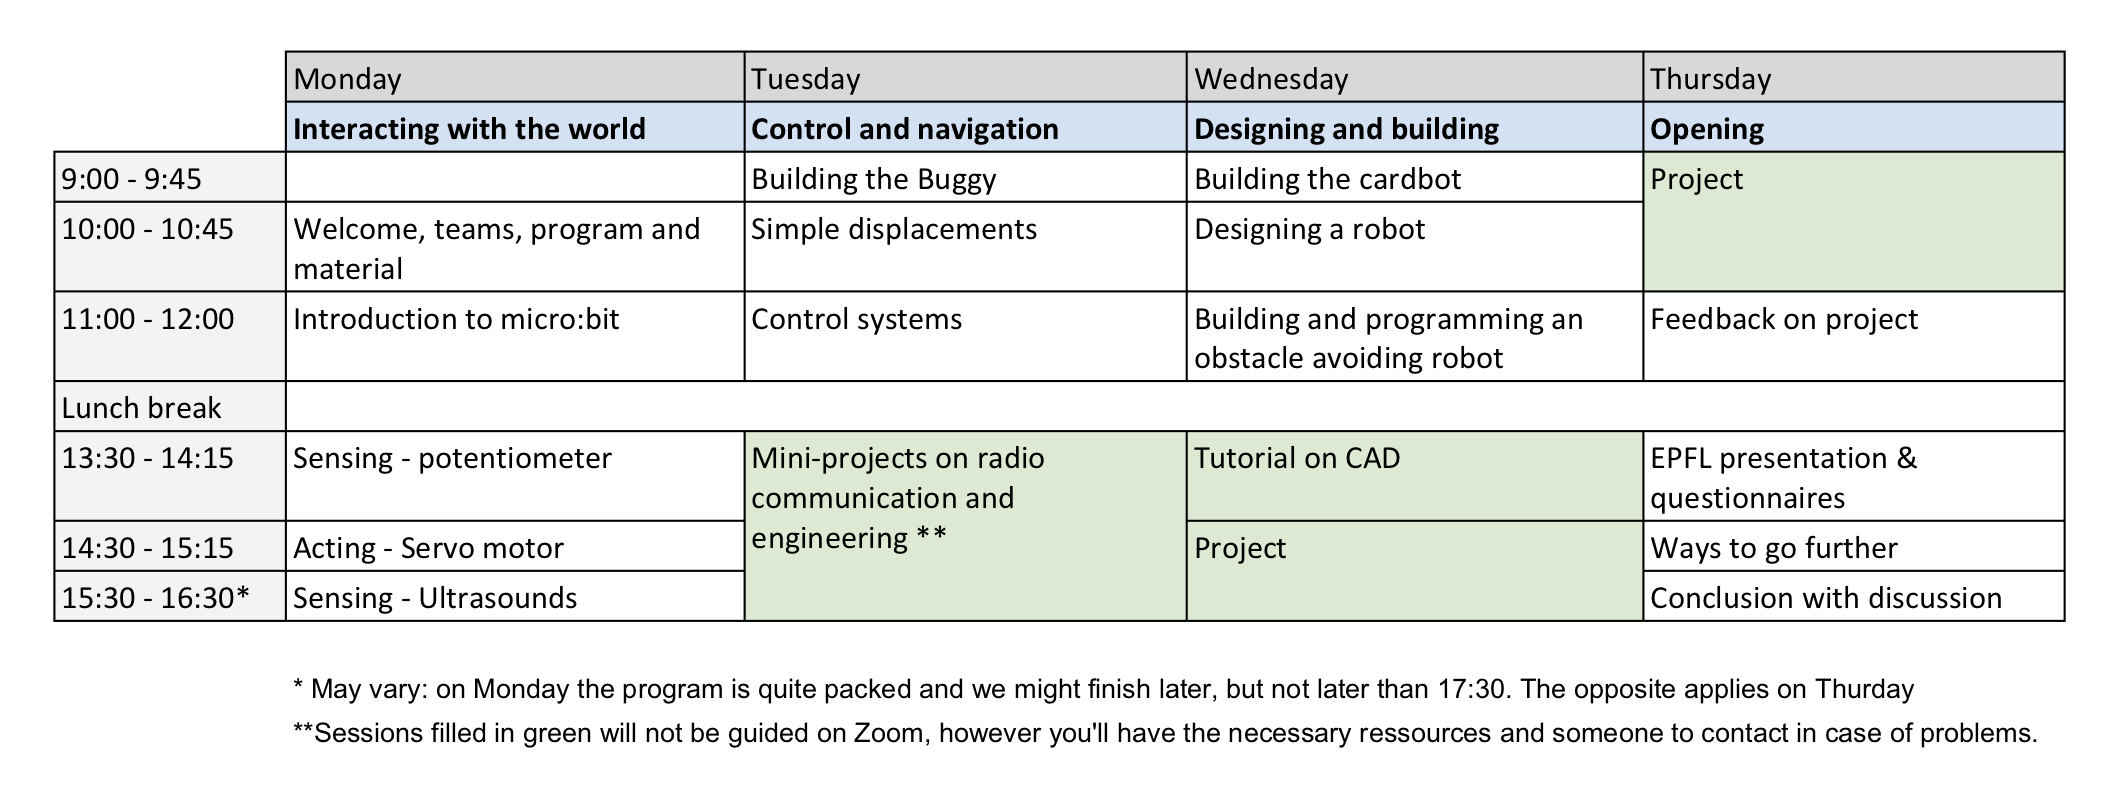 Monday Tuesday Wednesday Thursday
Interacting with the world Control and navigation Designing and building Opening
9:00 - 9:45 Building the Buggy Building the cardbot Project
10:00 - 10:45 Welcome, teams, program and Simple displacements Designing a robot
material
11:00 - 12:00 Introduction to micro:bit Control systems Building and programming an Feedback on project
obstacle avoiding robot
Lunch break
13:30 - 14:15 Sensing - potentiometer Mini-projects on radio Tutorial on CAD EPFL presentation &
communication and questionnaires
engineering **
14:30 - 15:15 Acting - Servo motor Project Ways to go further
15:30 - 16:30* Sensing - Ultrasounds Conclusion with discussion
* May vary: on Monday the program is quite packed and we might finish later, but not later than 17:30. The opposite applies on Thurday
**Sessions filled in green will not be guided on Zoom, however you'll have the necessary ressources and someone to contact in case of problems.